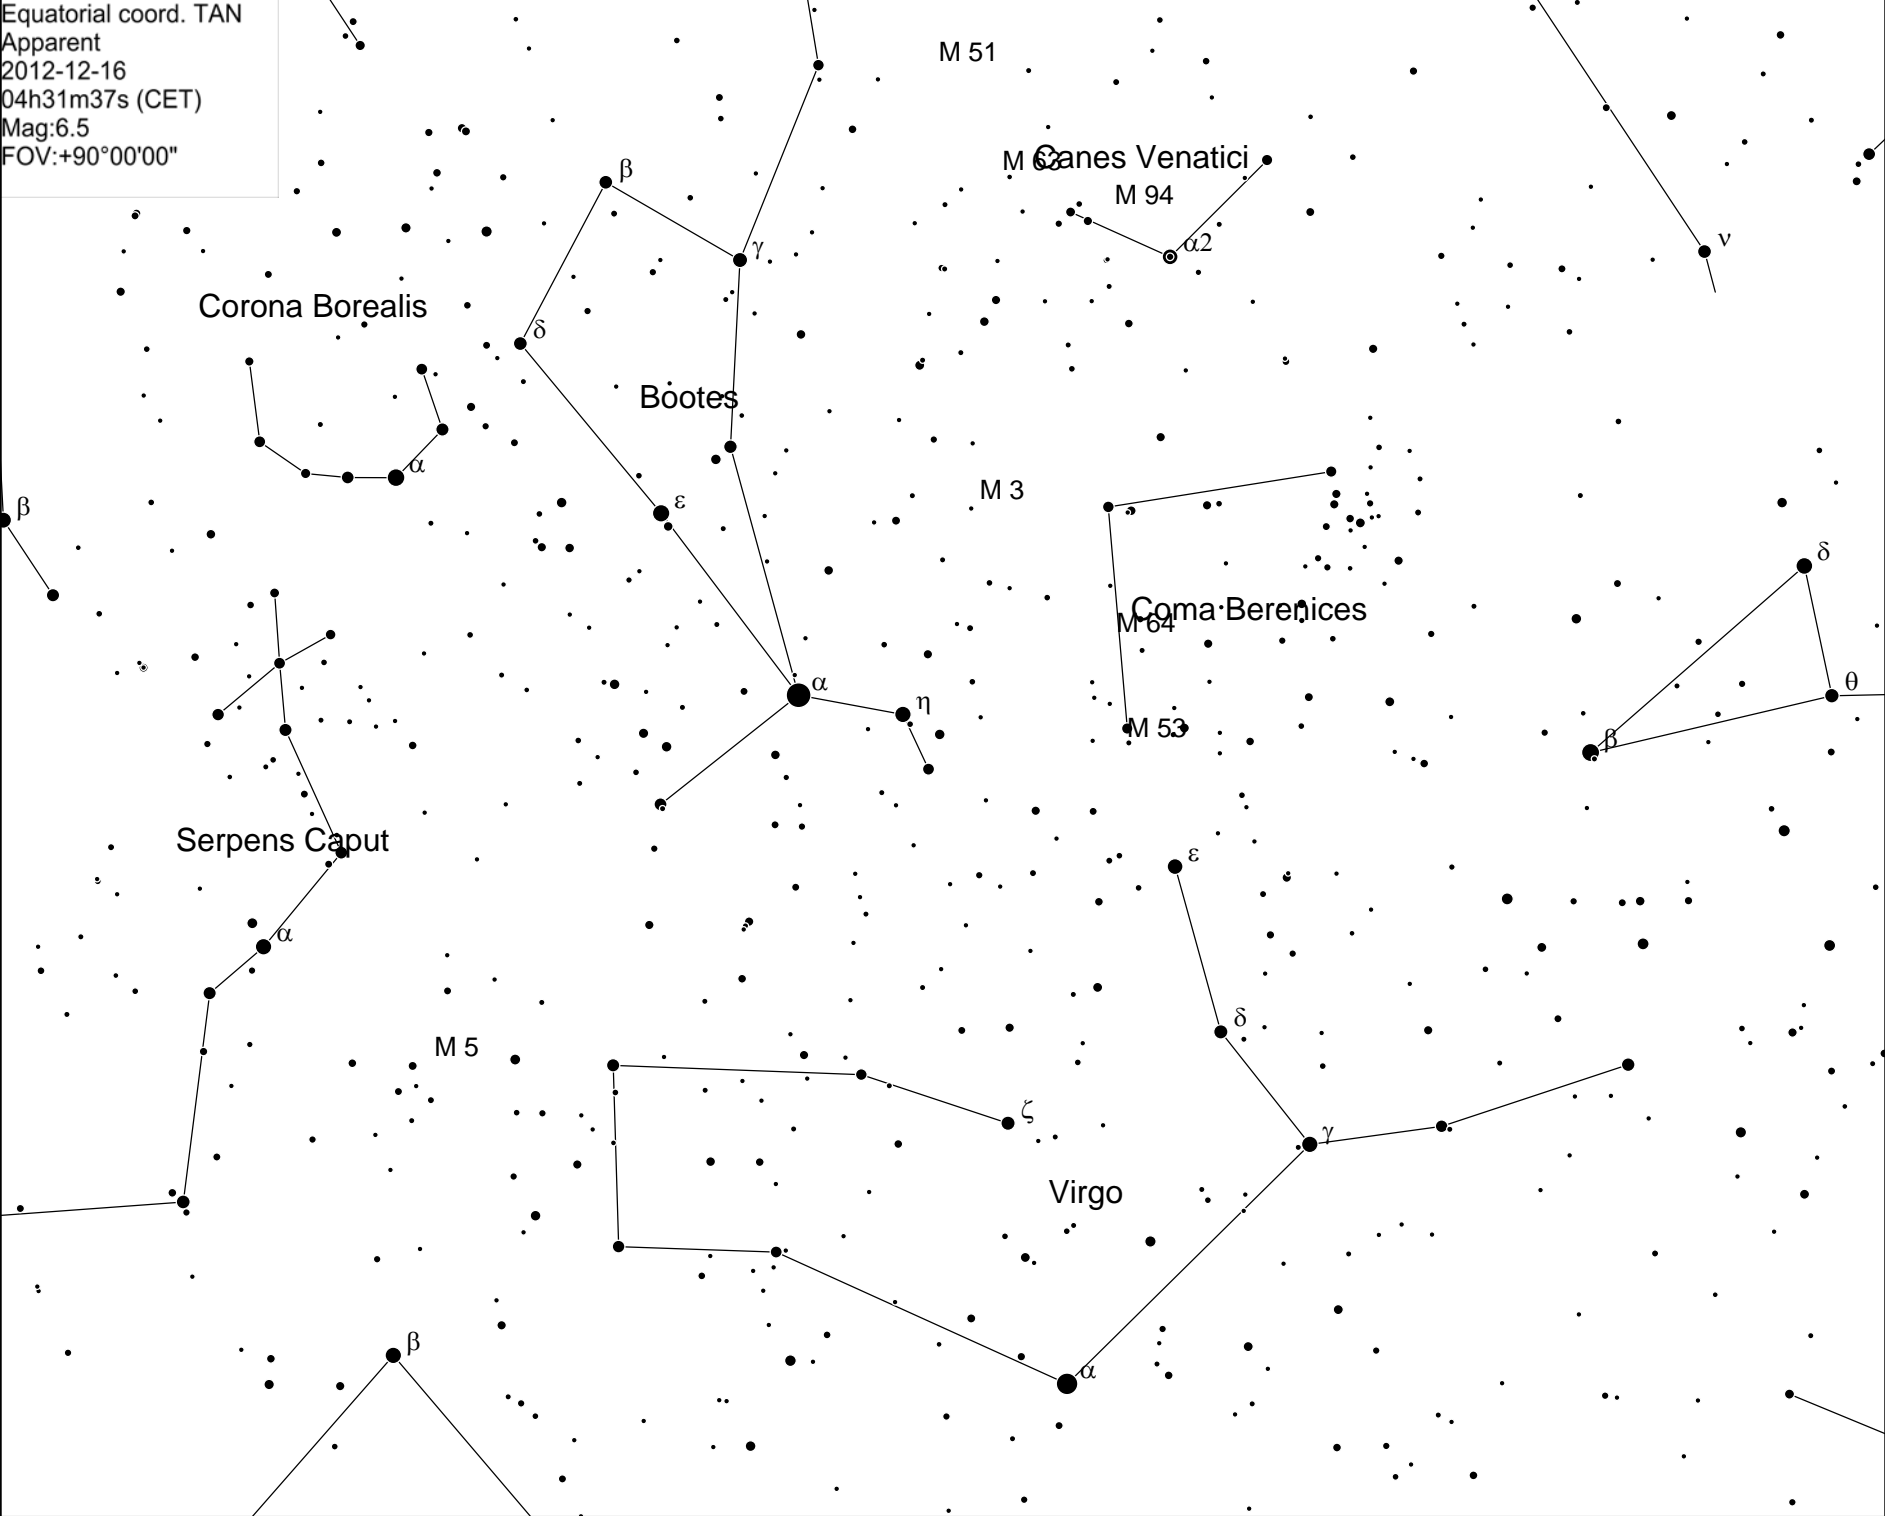 Equatorial coord. TAN
Apparent
2012-12-16
04h31m37s (CET)
Mag:6.5
FOV:+90°00'00"
M 51
M 63
Canes Venatici
M 94
β
α2
ν
γ
Corona Borealis
δ
Bootes
α
M 3
ε
β
δ
Coma Berenices
M 64
α
θ
η
M 53
β
Serpens Caput
ε
α
δ
M 5
ζ
γ
Virgo
β
α